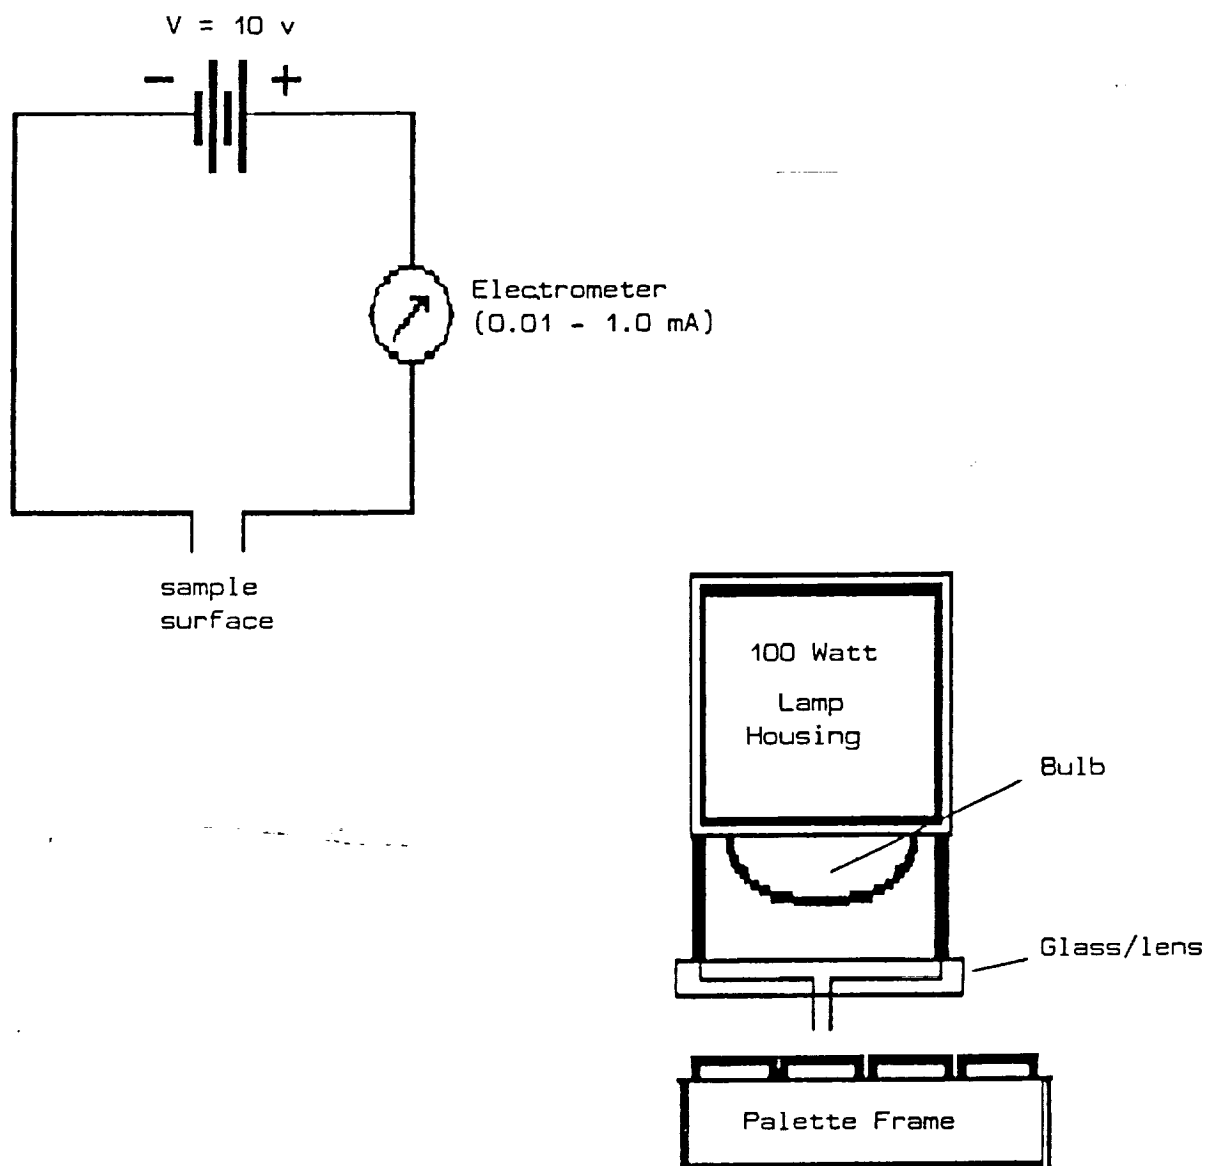 V = 10 v
− +
Electrometer
(0.01 - 1.0 mA)
sample
surface
100 Watt
Lamp
Housing
Bulb
Glass/lens
Palette Frame